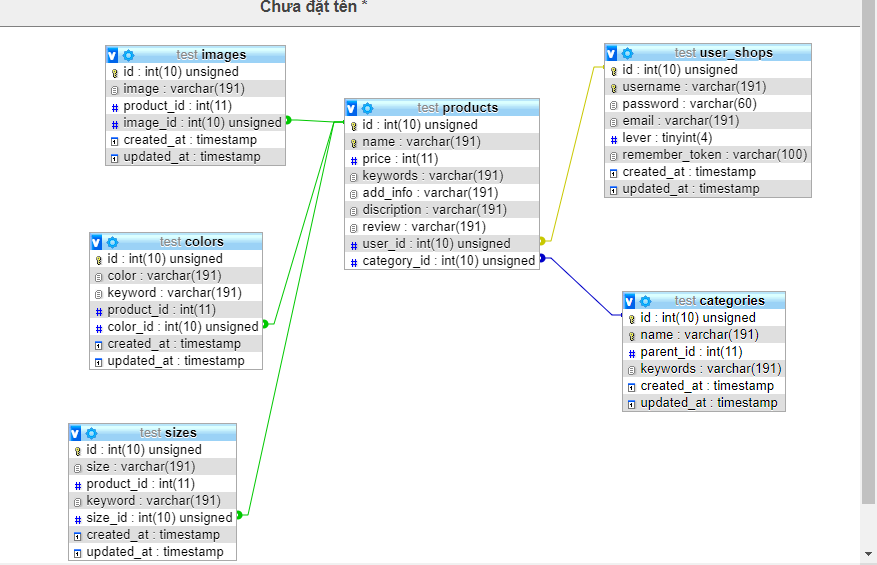 Chưa đặt tên *
test images
id : int(10) unsigned
image : varchar(191)
product_id : int(11)
image_id : int(10) unsigned
created_at : timestamp
updated_at : timestamp
test products
id : int(10) unsigned
name : varchar(191)
price : int(11)
keywords : varchar(191)
add_info : varchar(191)
discription : varchar(191)
review : varchar(191)
user_id : int(10) unsigned
category_id : int(10) unsigned
test user_shops
id : int(10) unsigned
username : varchar(191)
password : varchar(60)
email : varchar(191)
lever : tinyint(4)
remember_token : varchar(100)
created_at : timestamp
updated_at : timestamp
test colors
id : int(10) unsigned
color : varchar(191)
keyword : varchar(191)
product_id : int(11)
color_id : int(10) unsigned
created_at : timestamp
updated_at : timestamp
test categories
id : int(10) unsigned
name : varchar(191)
parent_id : int(11)
keywords : varchar(191)
created_at : timestamp
updated_at : timestamp
test sizes
id : int(10) unsigned
size : varchar(191)
product_id : int(11)
keyword : varchar(191)
size_id : int(10) unsigned
created_at : timestamp
updated_at : timestamp